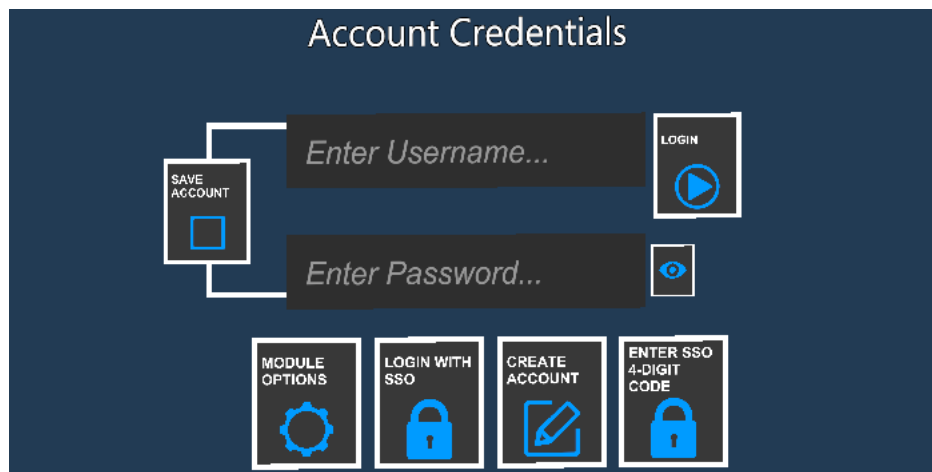 Account Credentials
Enter Username...
LOGIN
SAVE
ACCOUNT
Enter Password...
MODULE
OPTIONS
LOGIN WITH
SSO
CREATE
ACCOUNT
ENTER SSO
4-DIGIT
CODE